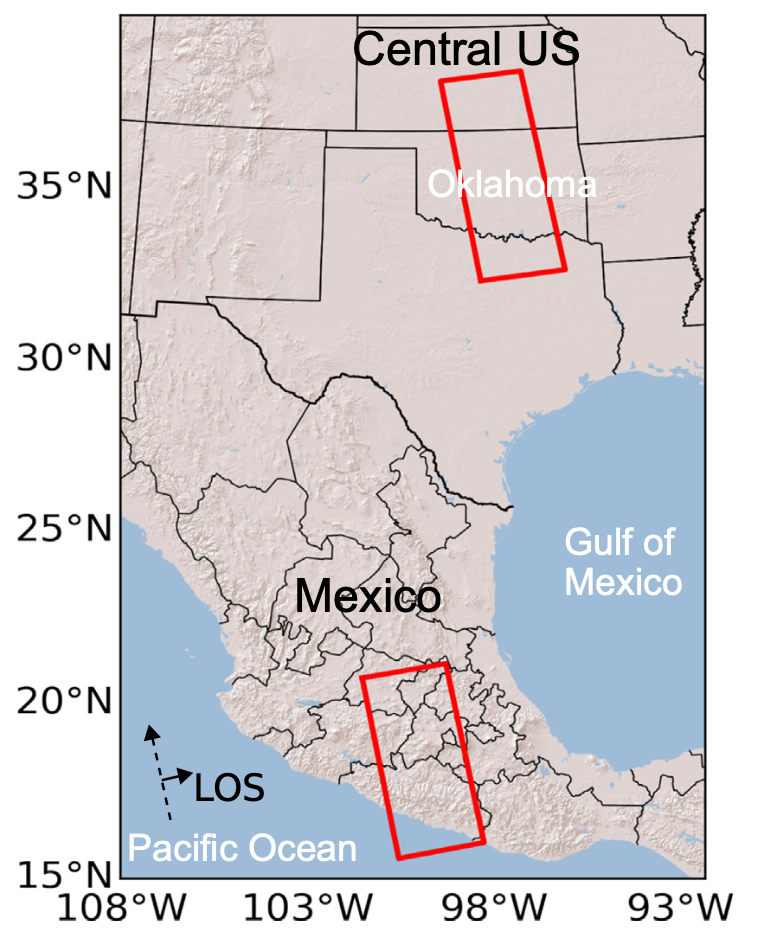 Central US
35°N
Oklahoma
30°N
25°N
Gulf of
Mexico
Mexico
20°N
LOS
Pacific Ocean
15°N
108°W 103°W 98°W 93°W